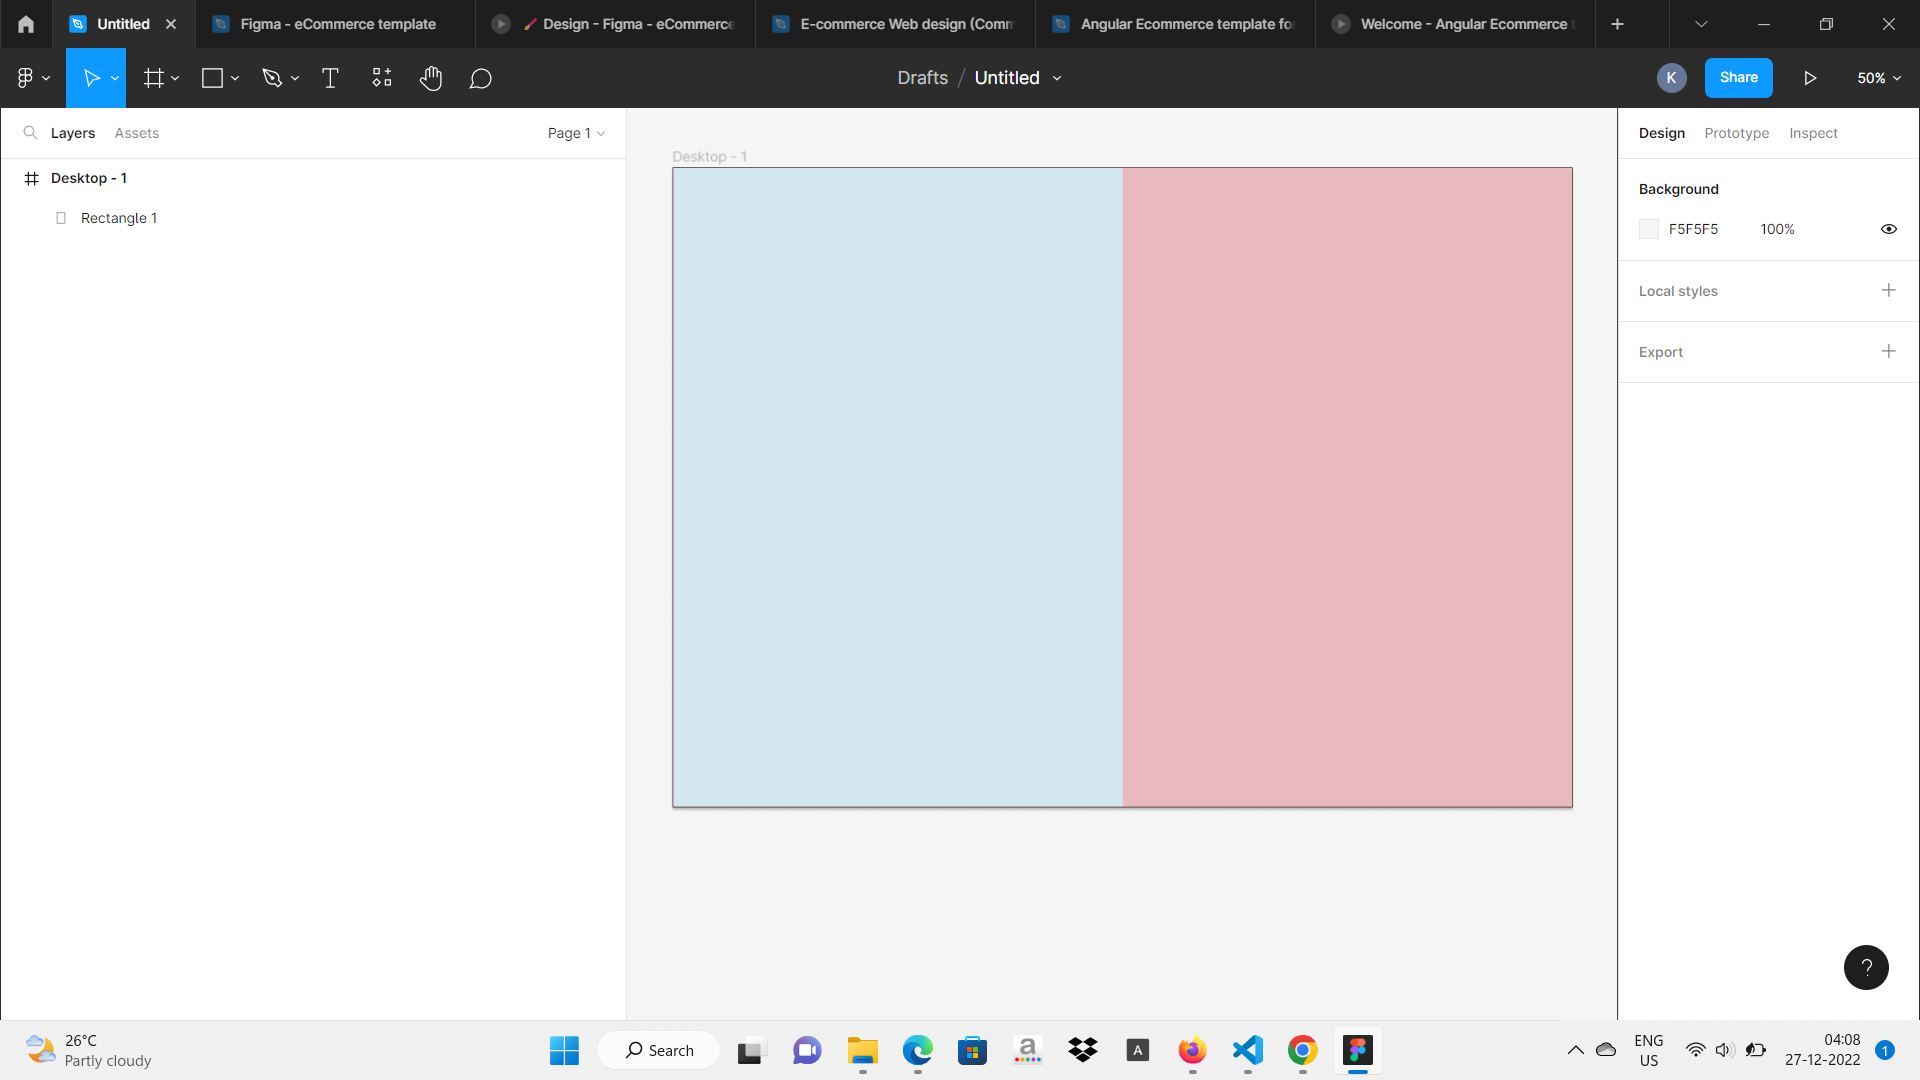 Untitled
Figma - eCommerce template
Design - Figma - eCommerce
E-commerce Web design (Comm
Angular Ecommerce template fo
Welcome - Angular Ecommerce t
Drafts / Untitled
K
Share
50%
Layers
Assets
Page 1
Design
Prototype
Inspect
Desktop - 1
Desktop - 1
Rectangle 1
Background
F5F5F5
100%
Local styles
Export
?
26°C
Partly cloudy
Search
a
A
ENG
US
04:08
27-12-2022
1